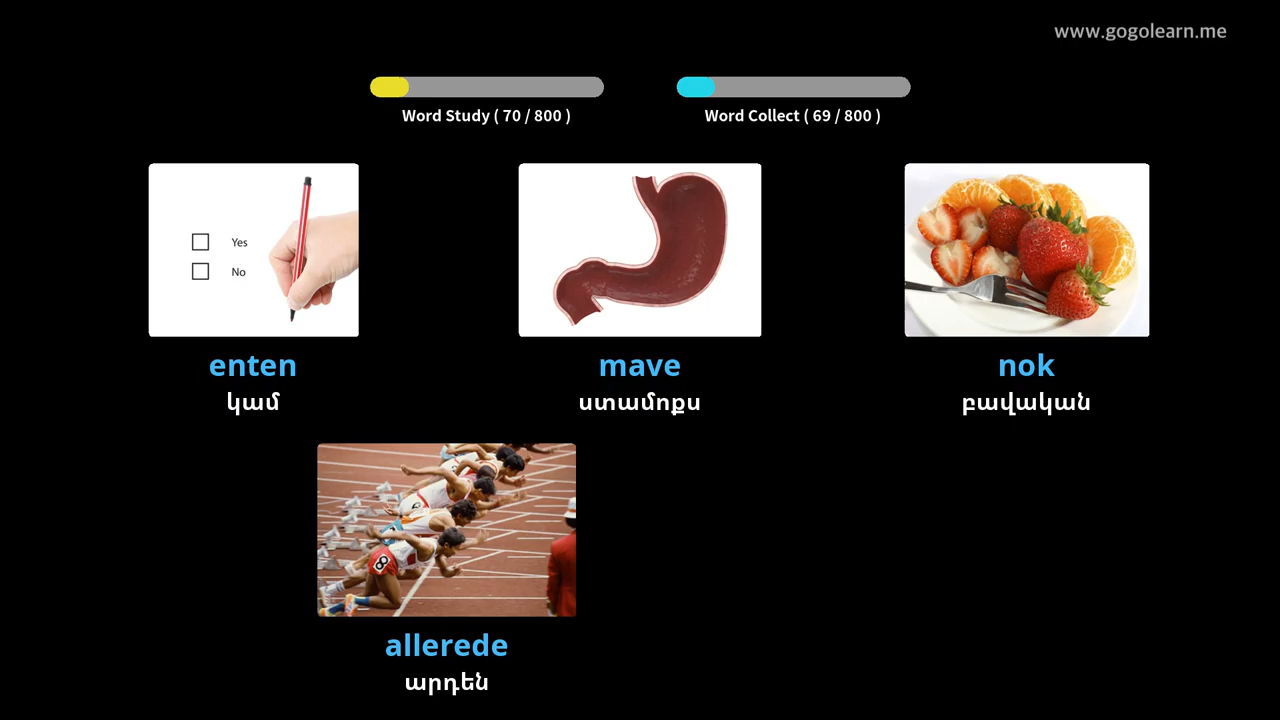 www.gogolearn.me
Word Study ( 70 / 800 )
Word Collect ( 69 / 800 )
Yes
No
enten
կամ
mave
ստամոքս
nok
բավական
8
allerede
արդեն